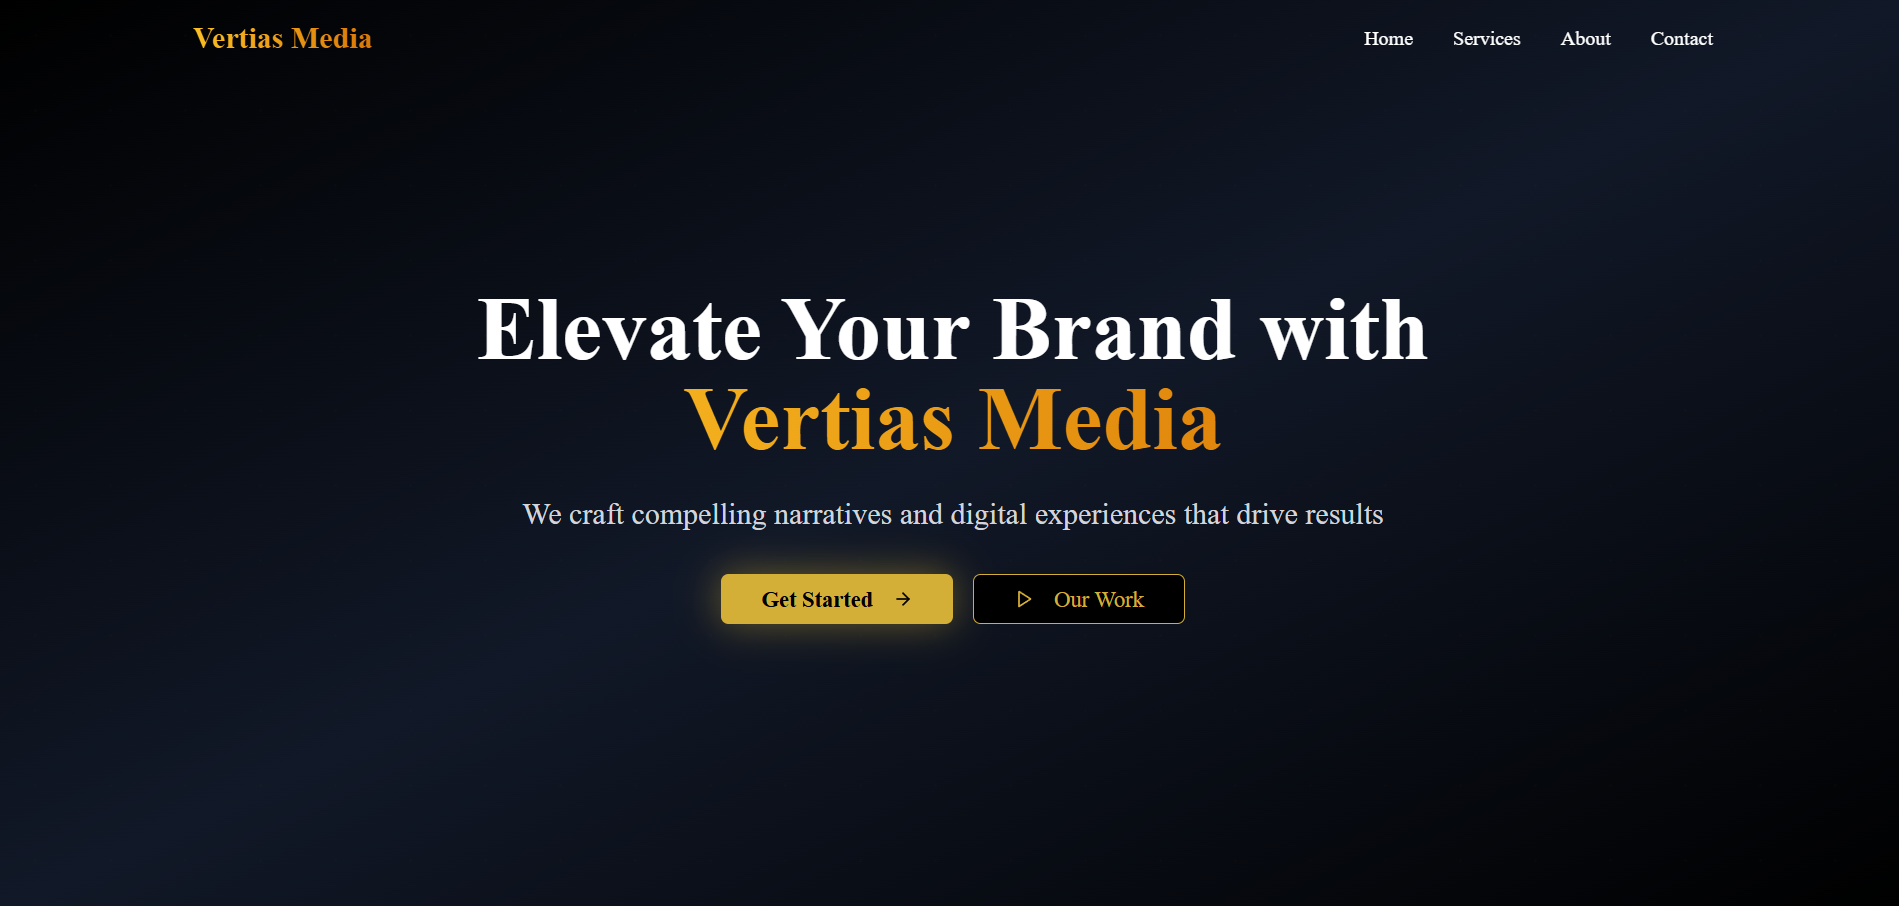 Vertias Media
Home Services About Contact
Elevate Your Brand with
Vertias Media
We craft compelling narratives and digital experiences that drive results
Get Started
Our Work